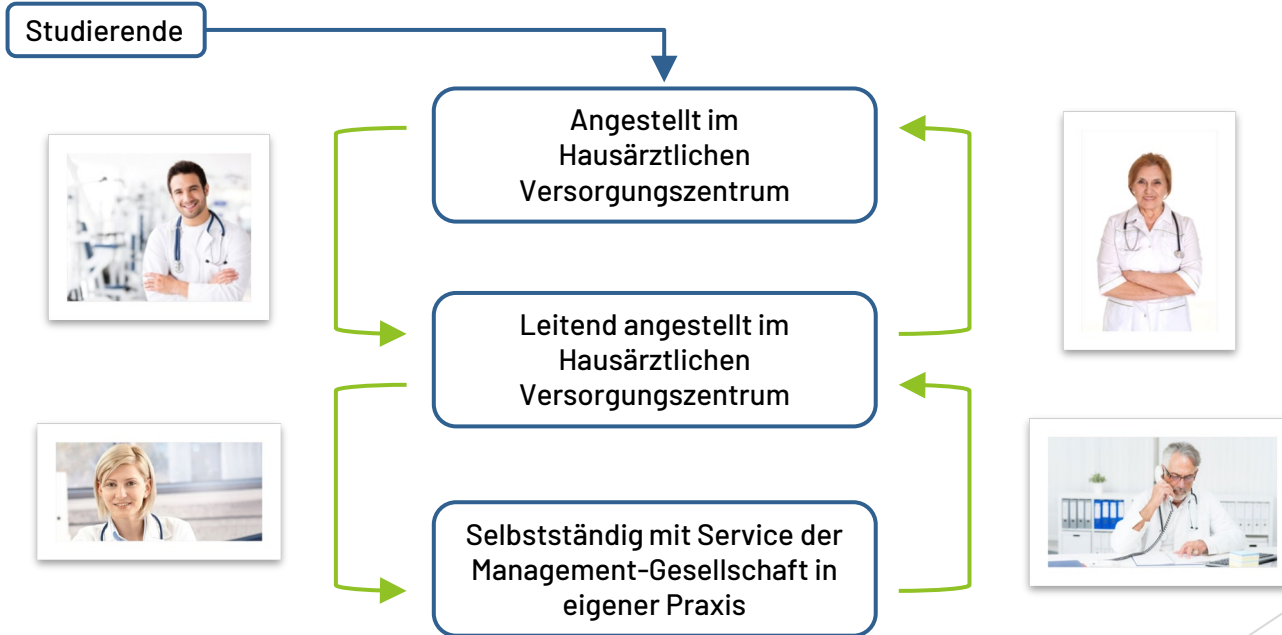 Studierende
Angestellt im
Hausärztlichen
Versorgungszentrum
Leitend angestellt im
Hausärztlichen
Versorgungszentrum
Selbstständig mit Service der
Management-Gesellschaft in
eigener Praxis